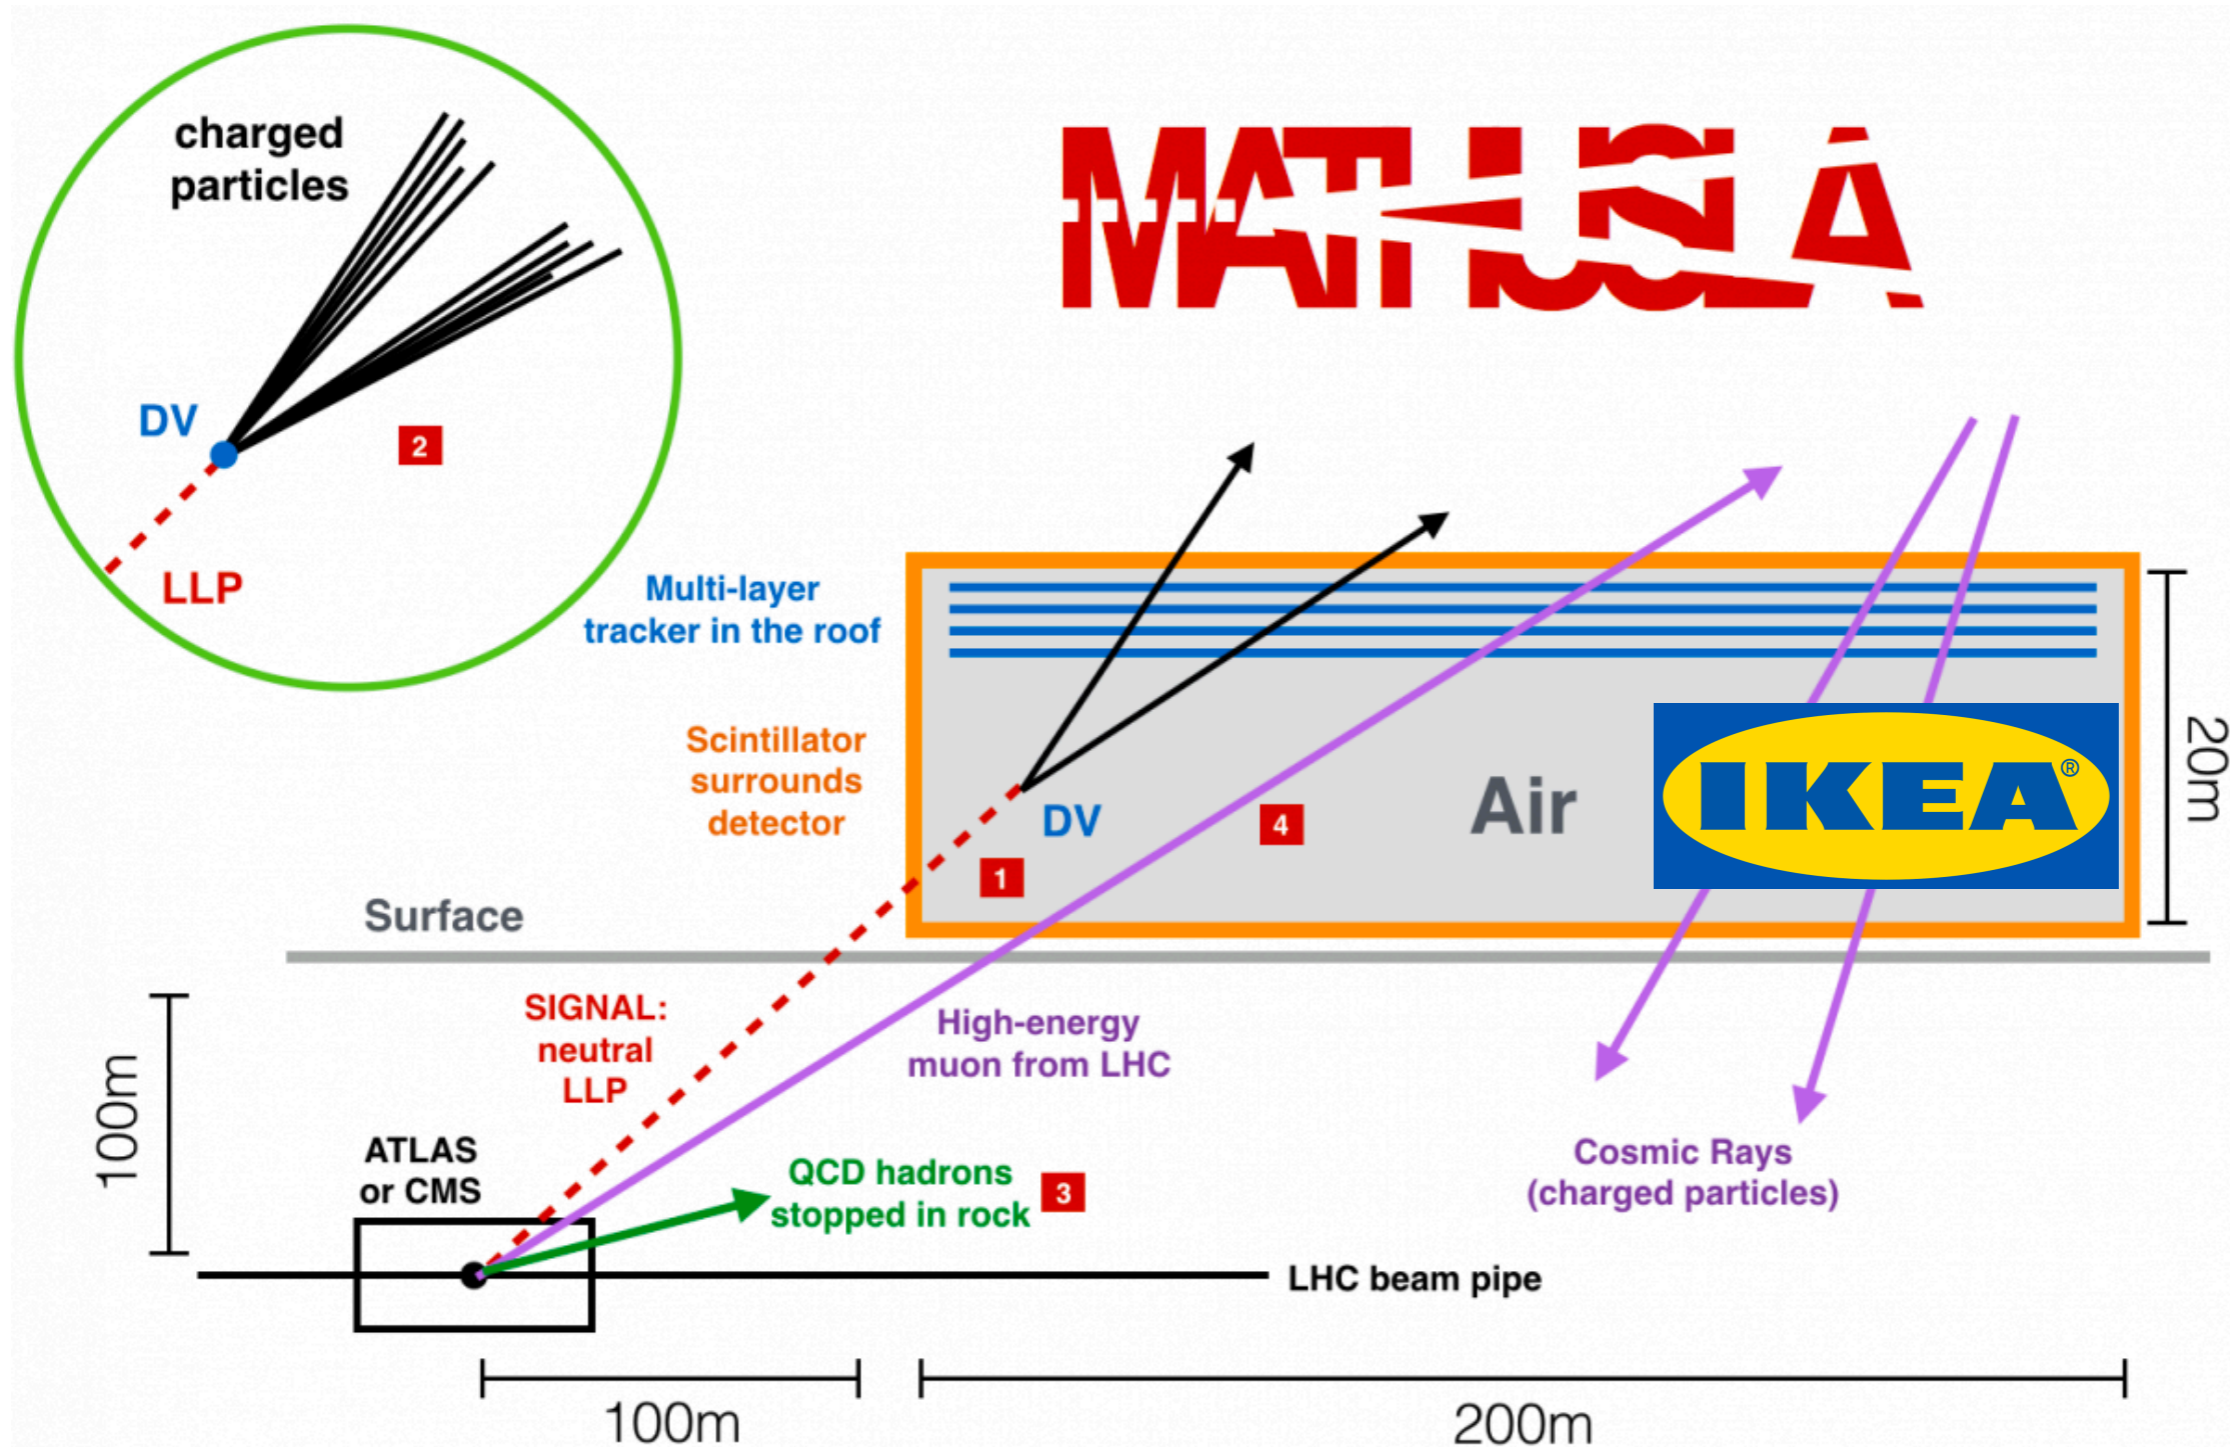 MATHUSLA
charged
particles
DV
2
LLP
Multi-layer
tracker in the roof
Scintillator
surrounds
detector
DV
1
4
Air
IKEA®
20m
Surface
SIGNAL:
neutral
LLP
High-energy
muon from LHC
100m
ATLAS
or CMS
QCD hadrons
stopped in rock
3
Cosmic Rays
(charged particles)
LHC beam pipe
100m
200m